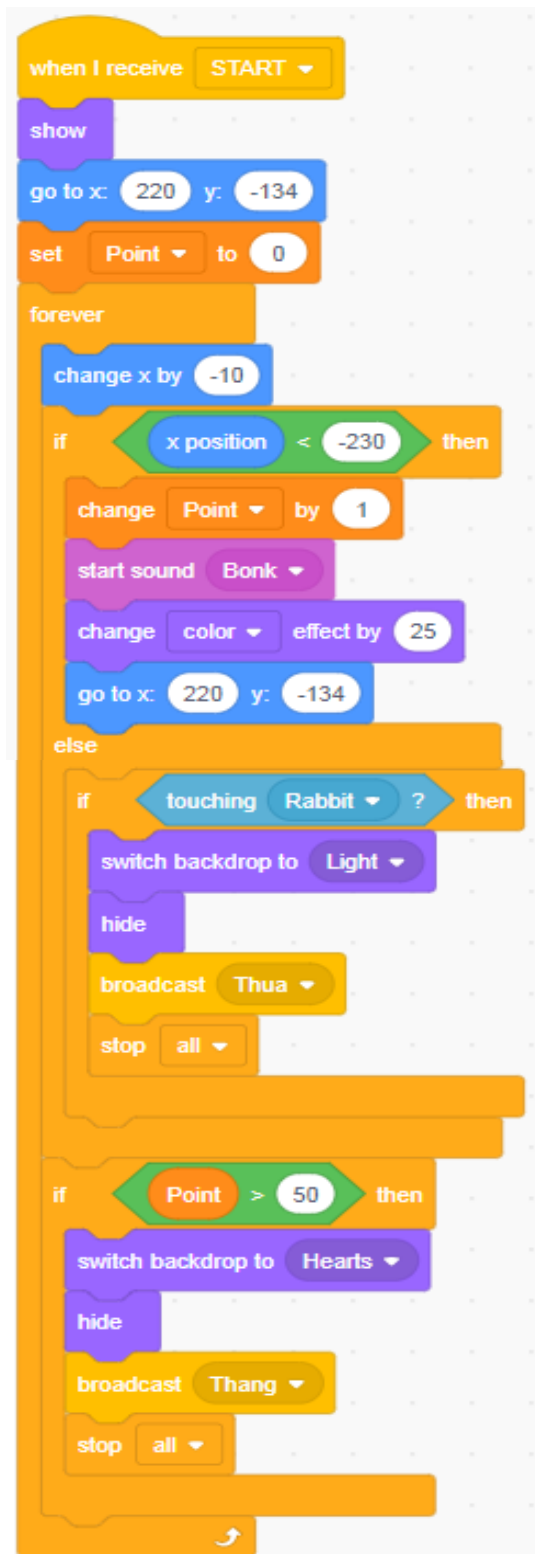 when I receive START
show
go to x: 220 y: -134
set Point to 0
forever
change x by -10
if x position < -230 then
change Point by 1
start sound Bonk
change color effect by 25
go to x: 220 y: -134
else
if touching Rabbit ? then
switch backdrop to Light
hide
broadcast Thua
stop all
if Point > 50 then
switch backdrop to Hearts
hide
broadcast Thang
stop all